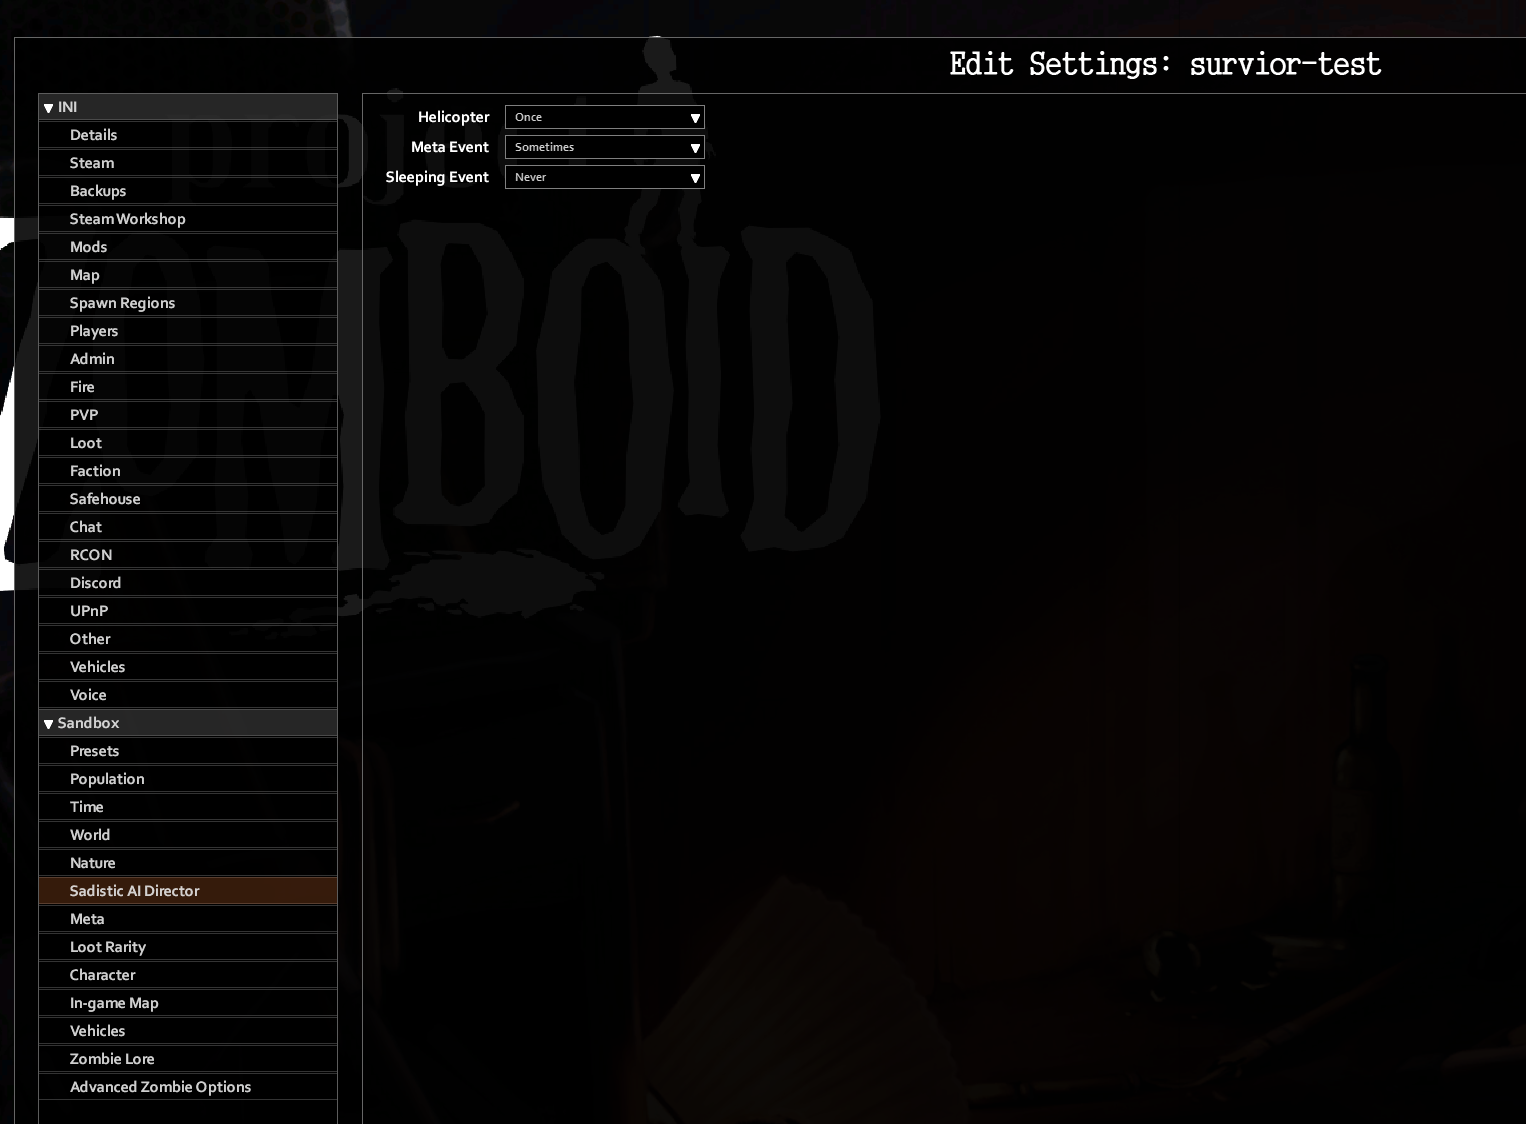 Edit Settings: survior-test
INI
Details
Steam
Backups
Steam Workshop
Mods
Map
Spawn Regions
Players
Admin
Fire
PVP
Loot
Faction
Safehouse
Chat
RCON
Discord
UPnP
Other
Vehicles
Voice
Sandbox
Presets
Population
Time
World
Nature
Sadistic AI Director
Meta
Loot Rarity
Character
In-game Map
Vehicles
Zombie Lore
Advanced Zombie Options
Helicopter Once
Meta Event Sometimes
Sleeping Event Never
project
ZOMBOID